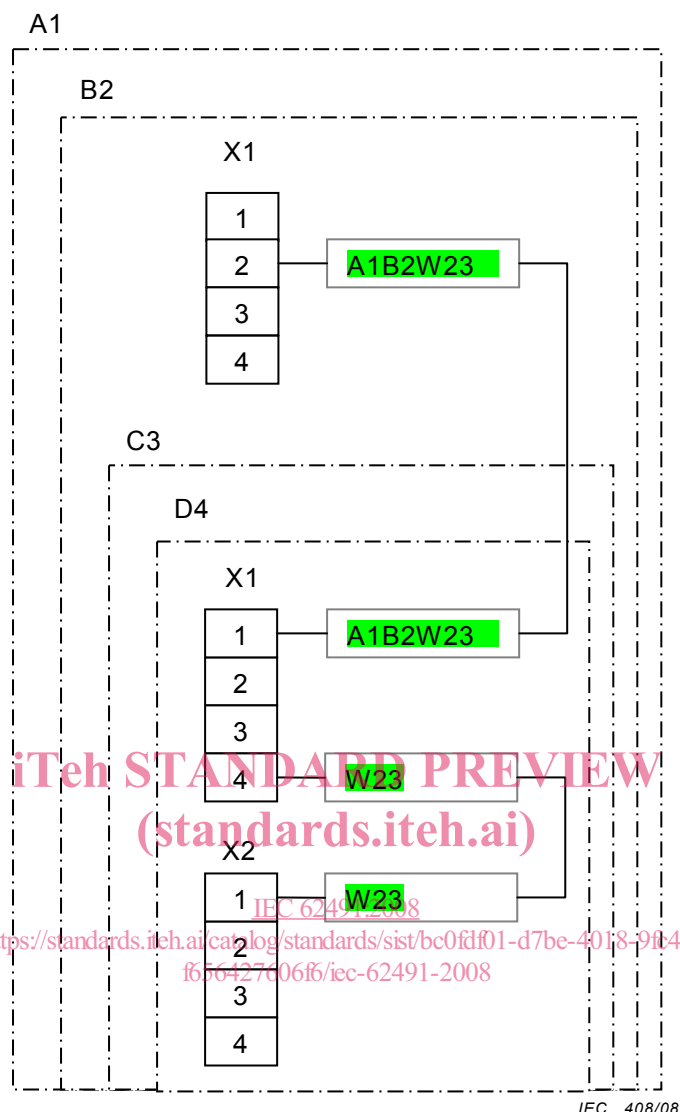 A1
B2
X1
1
2 A1B2W23
3
4
C3
D4
X1
1 A1B2W23
2
3
iTeh STANDARD PREVIEW
4 W23
(standards.iteh.ai)
X2
1 W23
IEC 62491:2008
tps://standards.iteh.ai/catalog/standards/sist/bc0fdf01-d7be-4018-9fc4
2
f656427606f6/iec-62491-2008
3
4
IEC 408/08